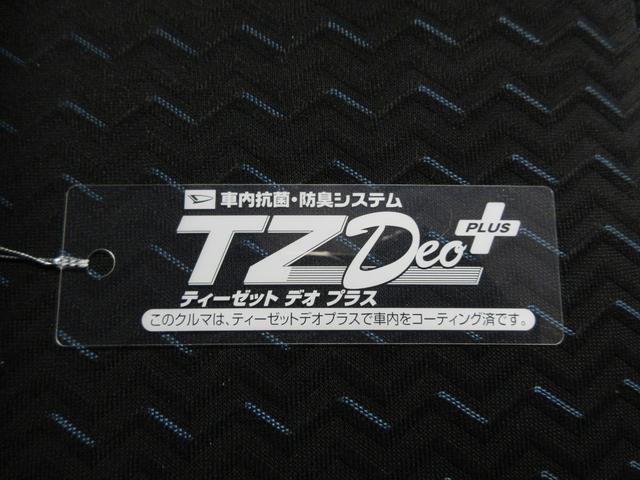 車内抗菌・防臭システム
TZ Deo PLUS
ティーゼット デオ プラス
このクルマは、ティーゼットデオプラスで車内をコーティング済です。